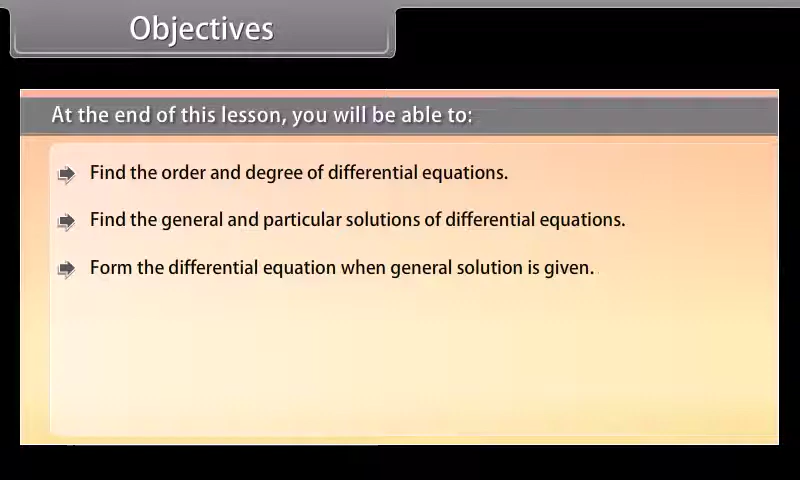 Objectives
At the end of this lesson, you will be able to:
Find the order and degree of differential equations.
Find the general and particular solutions of differential equations.
Form the differential equation when general solution is given.